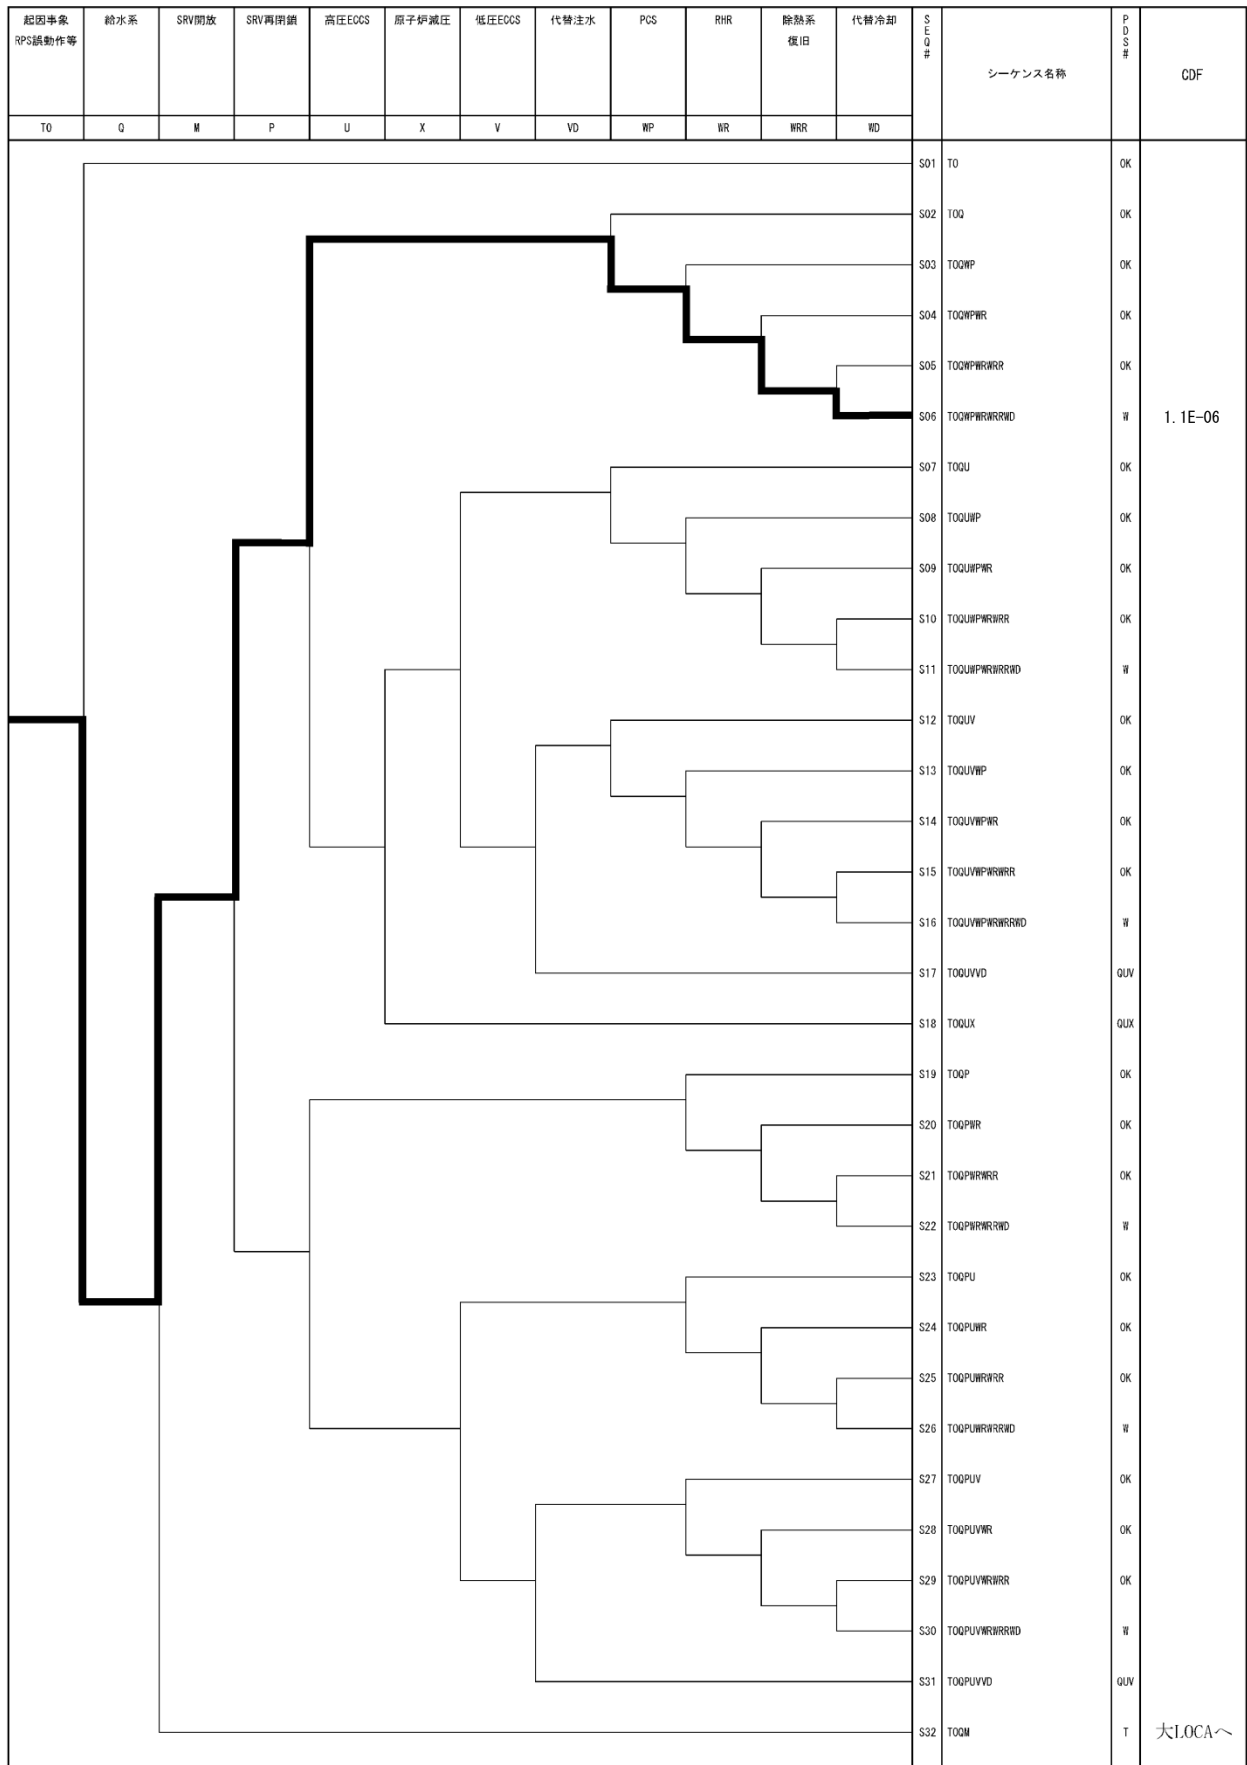 起因事象
RPS誤動作等
給水系
SRV開放
SRV再閉鎖
高圧ECCS
原子炉減圧
低圧ECCS
代替注水
PCS
RHR
除熱系
復旧
代替冷却
SEQ#
シーケンス名称
PDS#
CDF
TO Q M P U X V VD WP WR WRR WD
S01 TO OK
S02 TOQ OK
S03 TOQWP OK
S04 TOQWPWR OK
S05 TOQWPWRWRR OK
S06 TOQWPWRWRRWD W 1.1E-06
S07 TOQU OK
S08 TOQUWP OK
S09 TOQUWPWR OK
S10 TOQUWPWRWRR OK
S11 TOQUWPWRWRRWD W
S12 TOQUV OK
S13 TOQUVWP OK
S14 TOQUVWPWR OK
S15 TOQUVWPWRWRR OK
S16 TOQUVWPWRWRRWD W
S17 TOQUVVD QUV
S18 TOQUX QUX
S19 TOQP OK
S20 TOQPWR OK
S21 TOQPWRWRR OK
S22 TOQPWRWRRWD W
S23 TOQPU OK
S24 TOQPUWR OK
S25 TOQPUWRWRR OK
S26 TOQPUWRWRRWD W
S27 TOQPUV OK
S28 TOQPUVWR OK
S29 TOQPUVWRWRR OK
S30 TOQPUVWRWRRWD W
S31 TOQPUVVD QUV
S32 TOQM T 大LOCAへ